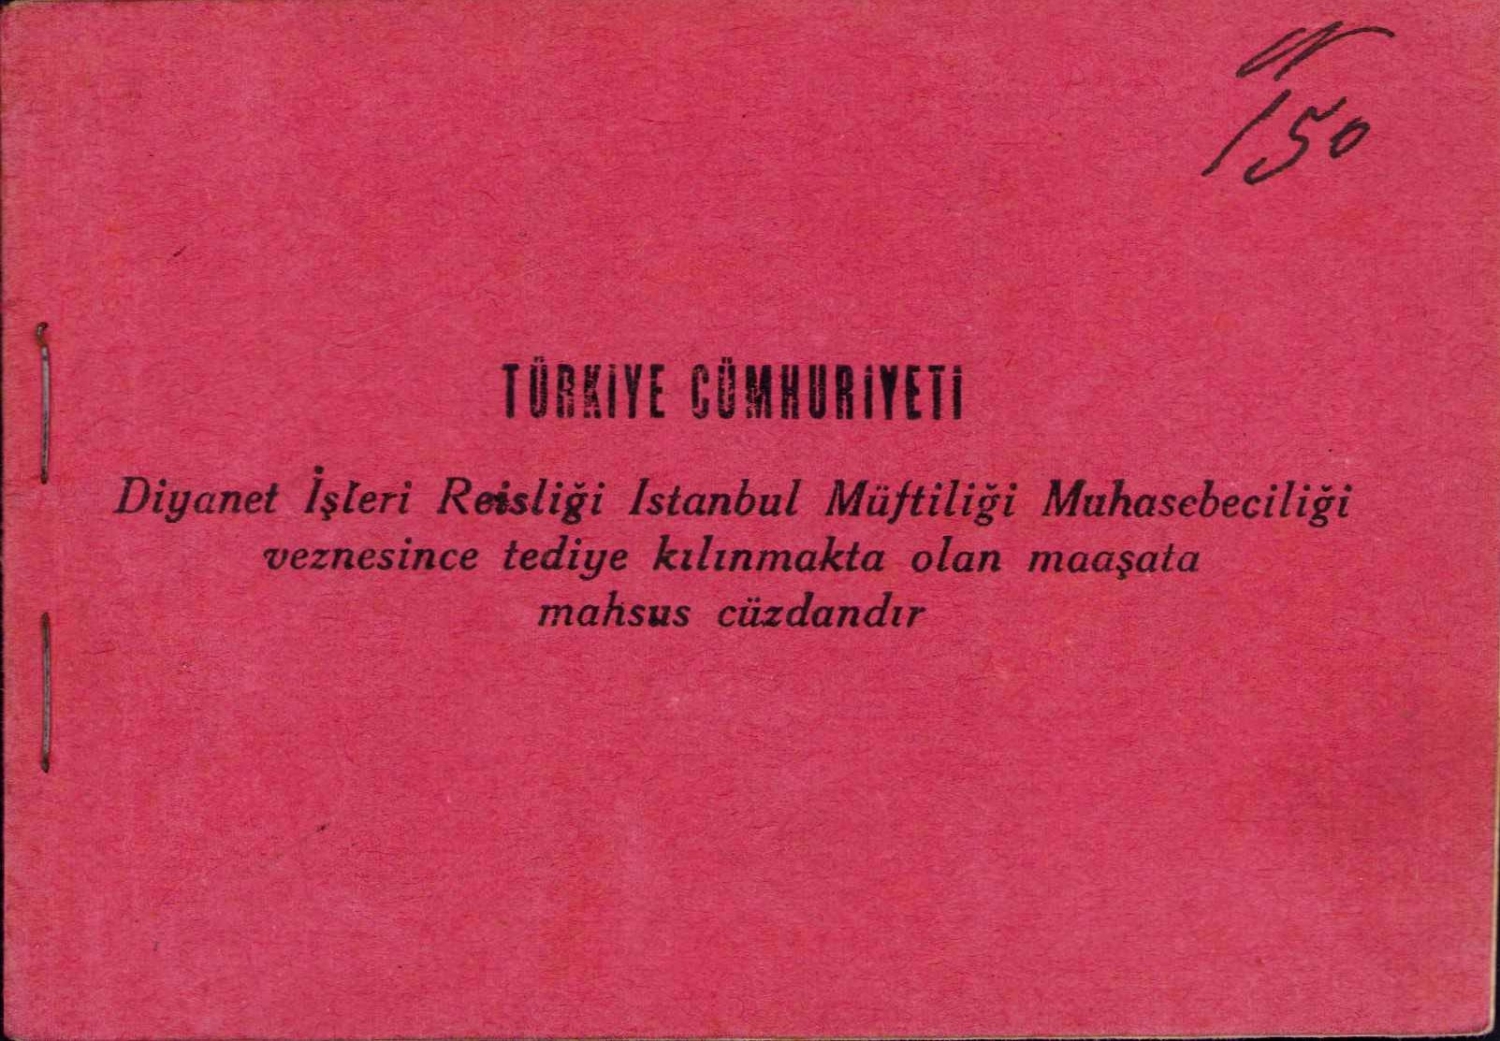 150
TÜRKİYE CÜMHURİYETİ
Diyanet İşleri Reisliği Istanbul Müftiliği Muhasebeciliği
veznesince tediye kılınmakta olan maaşata
mahsus cüzdandır